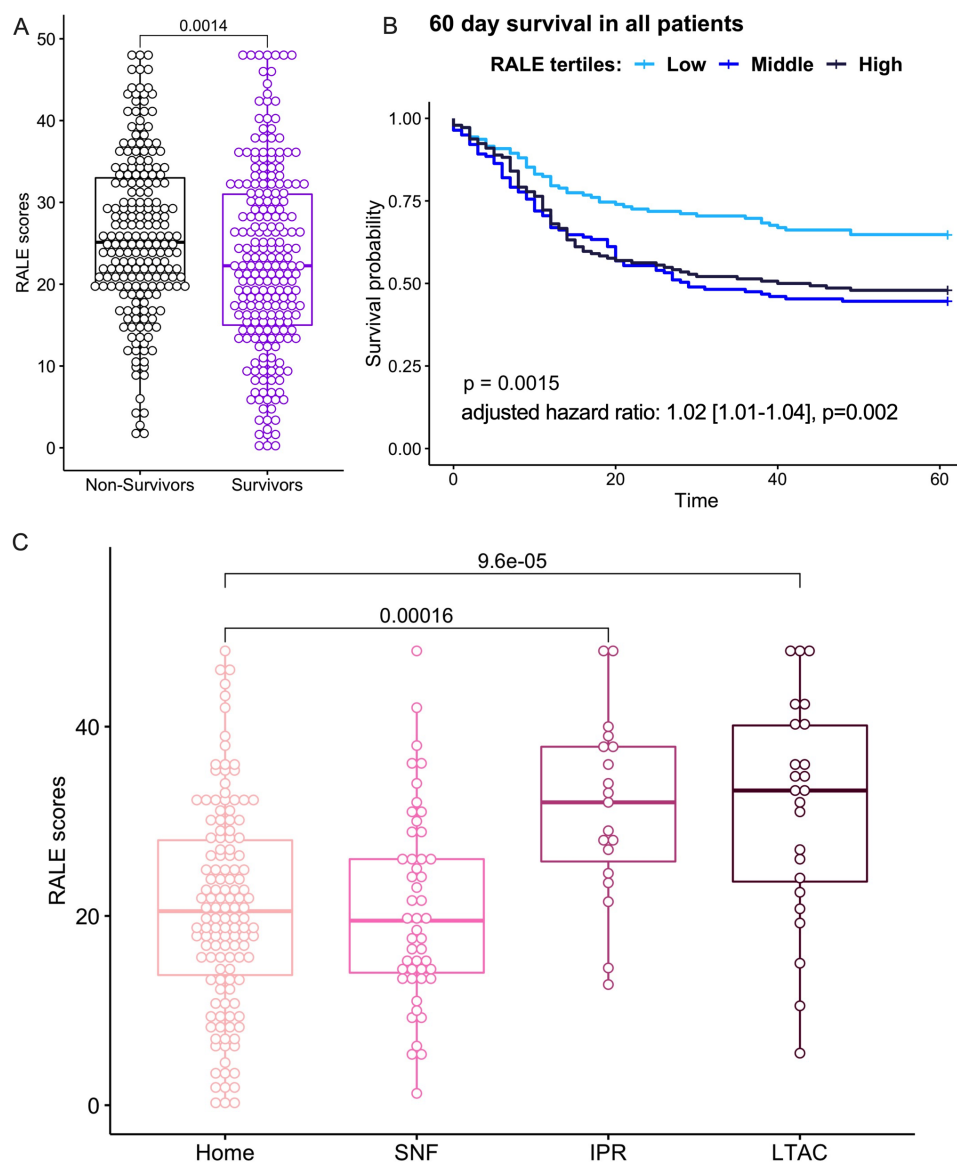 A
0.0014
50
40
30
20
10
0
RALE scores
Non-Survivors
Survivors
B
60 day survival in all patients
RALE tertiles: Low Middle High
1.00
0.75
0.50
0.25
0.00
Survival probability
p = 0.0015
adjusted hazard ratio: 1.02 [1.01-1.04], p=0.002
0
20
40
60
Time
C
9.6e-05
0.00016
40
20
0
RALE scores
Home
SNF
IPR
LTAC